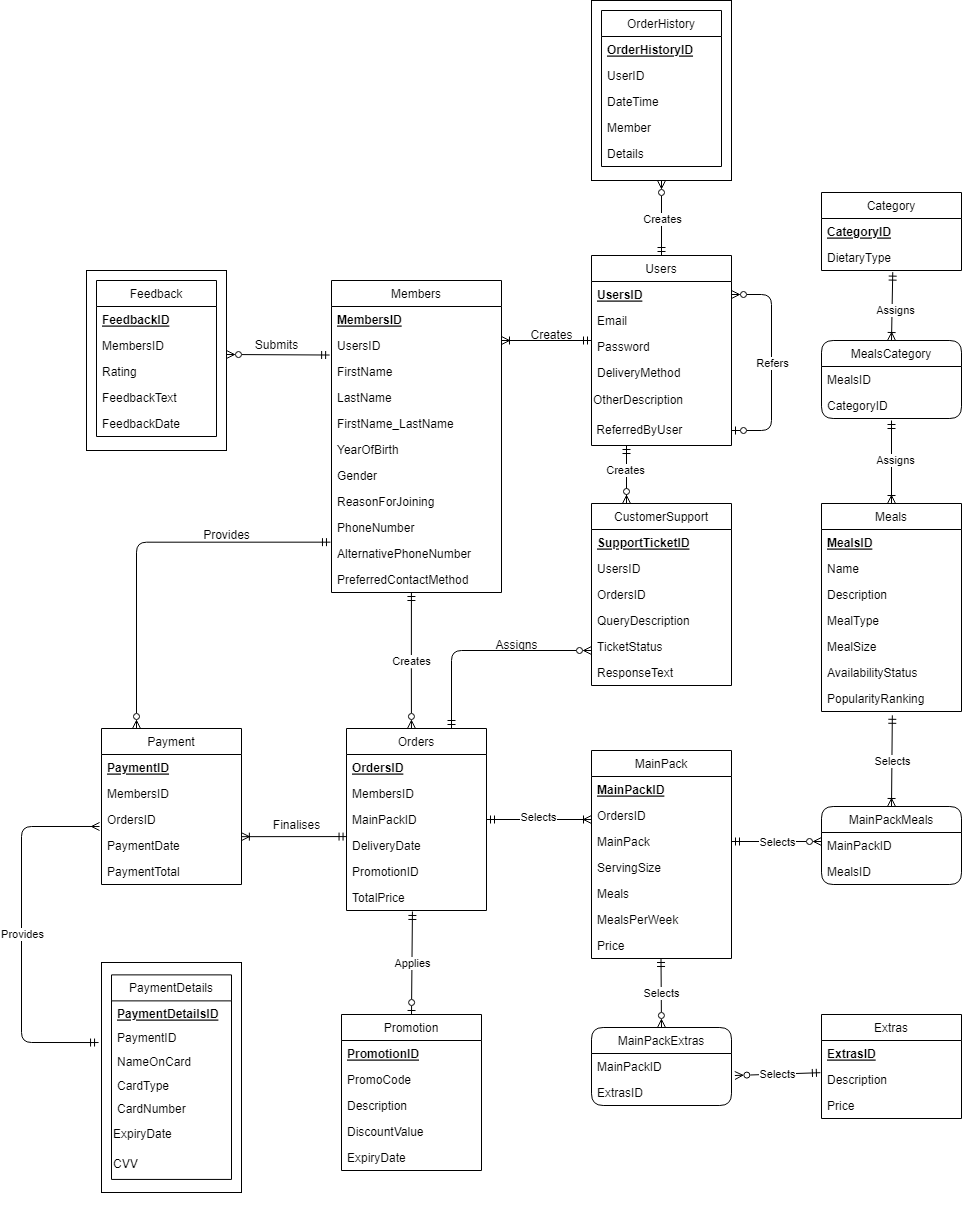 OrderHistory
OrderHistoryID
UserID
DateTime
Member
Details
Creates
Category
CategoryID
DietaryType
Assigns
Users
UsersID
Email
Password
DeliveryMethod
OtherDescription
ReferredByUser
Refers
Feedback
FeedbackID
MembersID
Rating
FeedbackText
FeedbackDate
Submits
Members
MembersID
UsersID
FirstName
LastName
FirstName_LastName
YearOfBirth
Gender
ReasonForJoining
PhoneNumber
AlternativePhoneNumber
PreferredContactMethod
Creates
MealsCategory
MealsID
CategoryID
Assigns
Creates
CustomerSupport
SupportTicketID
UsersID
OrdersID
QueryDescription
TicketStatus
ResponseText
Meals
MealsID
Name
Description
MealType
MealSize
AvailabilityStatus
PopularityRanking
Provides
Assigns
Creates
Selects
Payment
PaymentID
MembersID
OrdersID
PaymentDate
PaymentTotal
Finalises
Orders
OrdersID
MembersID
MainPackID
DeliveryDate
PromotionID
TotalPrice
Selects
MainPack
MainPackID
OrdersID
MainPack
ServingSize
Meals
MealsPerWeek
Price
Selects
MainPackMeals
MainPackID
MealsID
Provides
Applies
Selects
PaymentDetails
PaymentDetailsID
PaymentID
NameOnCard
CardType
CardNumber
ExpiryDate
CVV
Promotion
PromotionID
PromoCode
Description
DiscountValue
ExpiryDate
MainPackExtras
MainPackID
ExtrasID
Selects
Extras
ExtrasID
Description
Price